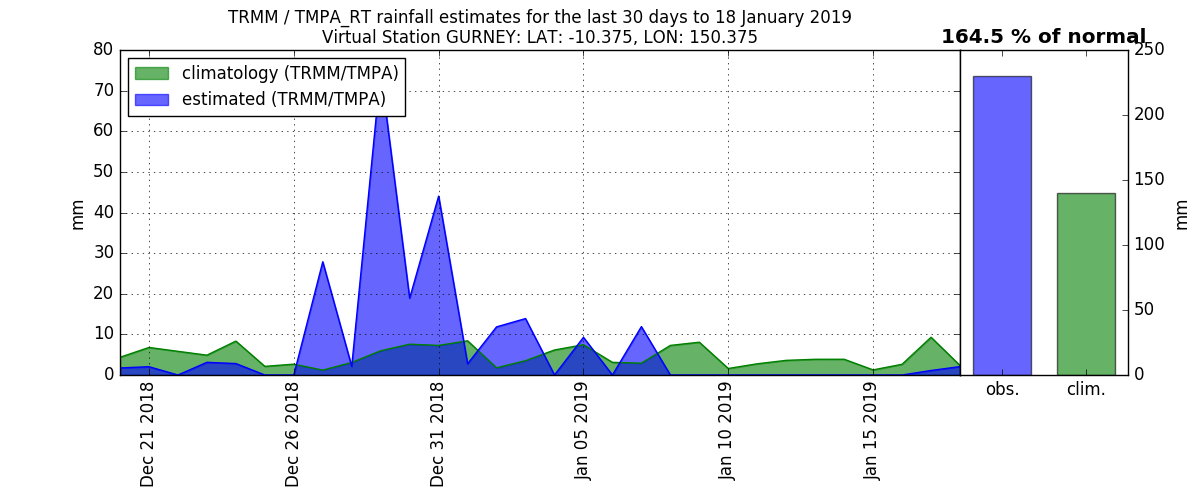 TRMM / TMPA_RT rainfall estimates for the last 30 days to 18 January 2019
Virtual Station GURNEY: LAT: -10.375, LON: 150.375
164.5 % of normal
climatology (TRMM/TMPA)
estimated (TRMM/TMPA)
mm
80
70
60
50
40
30
20
10
0
Dec 21 2018
Dec 26 2018
Dec 31 2018
Jan 05 2019
Jan 10 2019
Jan 15 2019
250
200
150
100
50
0
mm
obs.
clim.